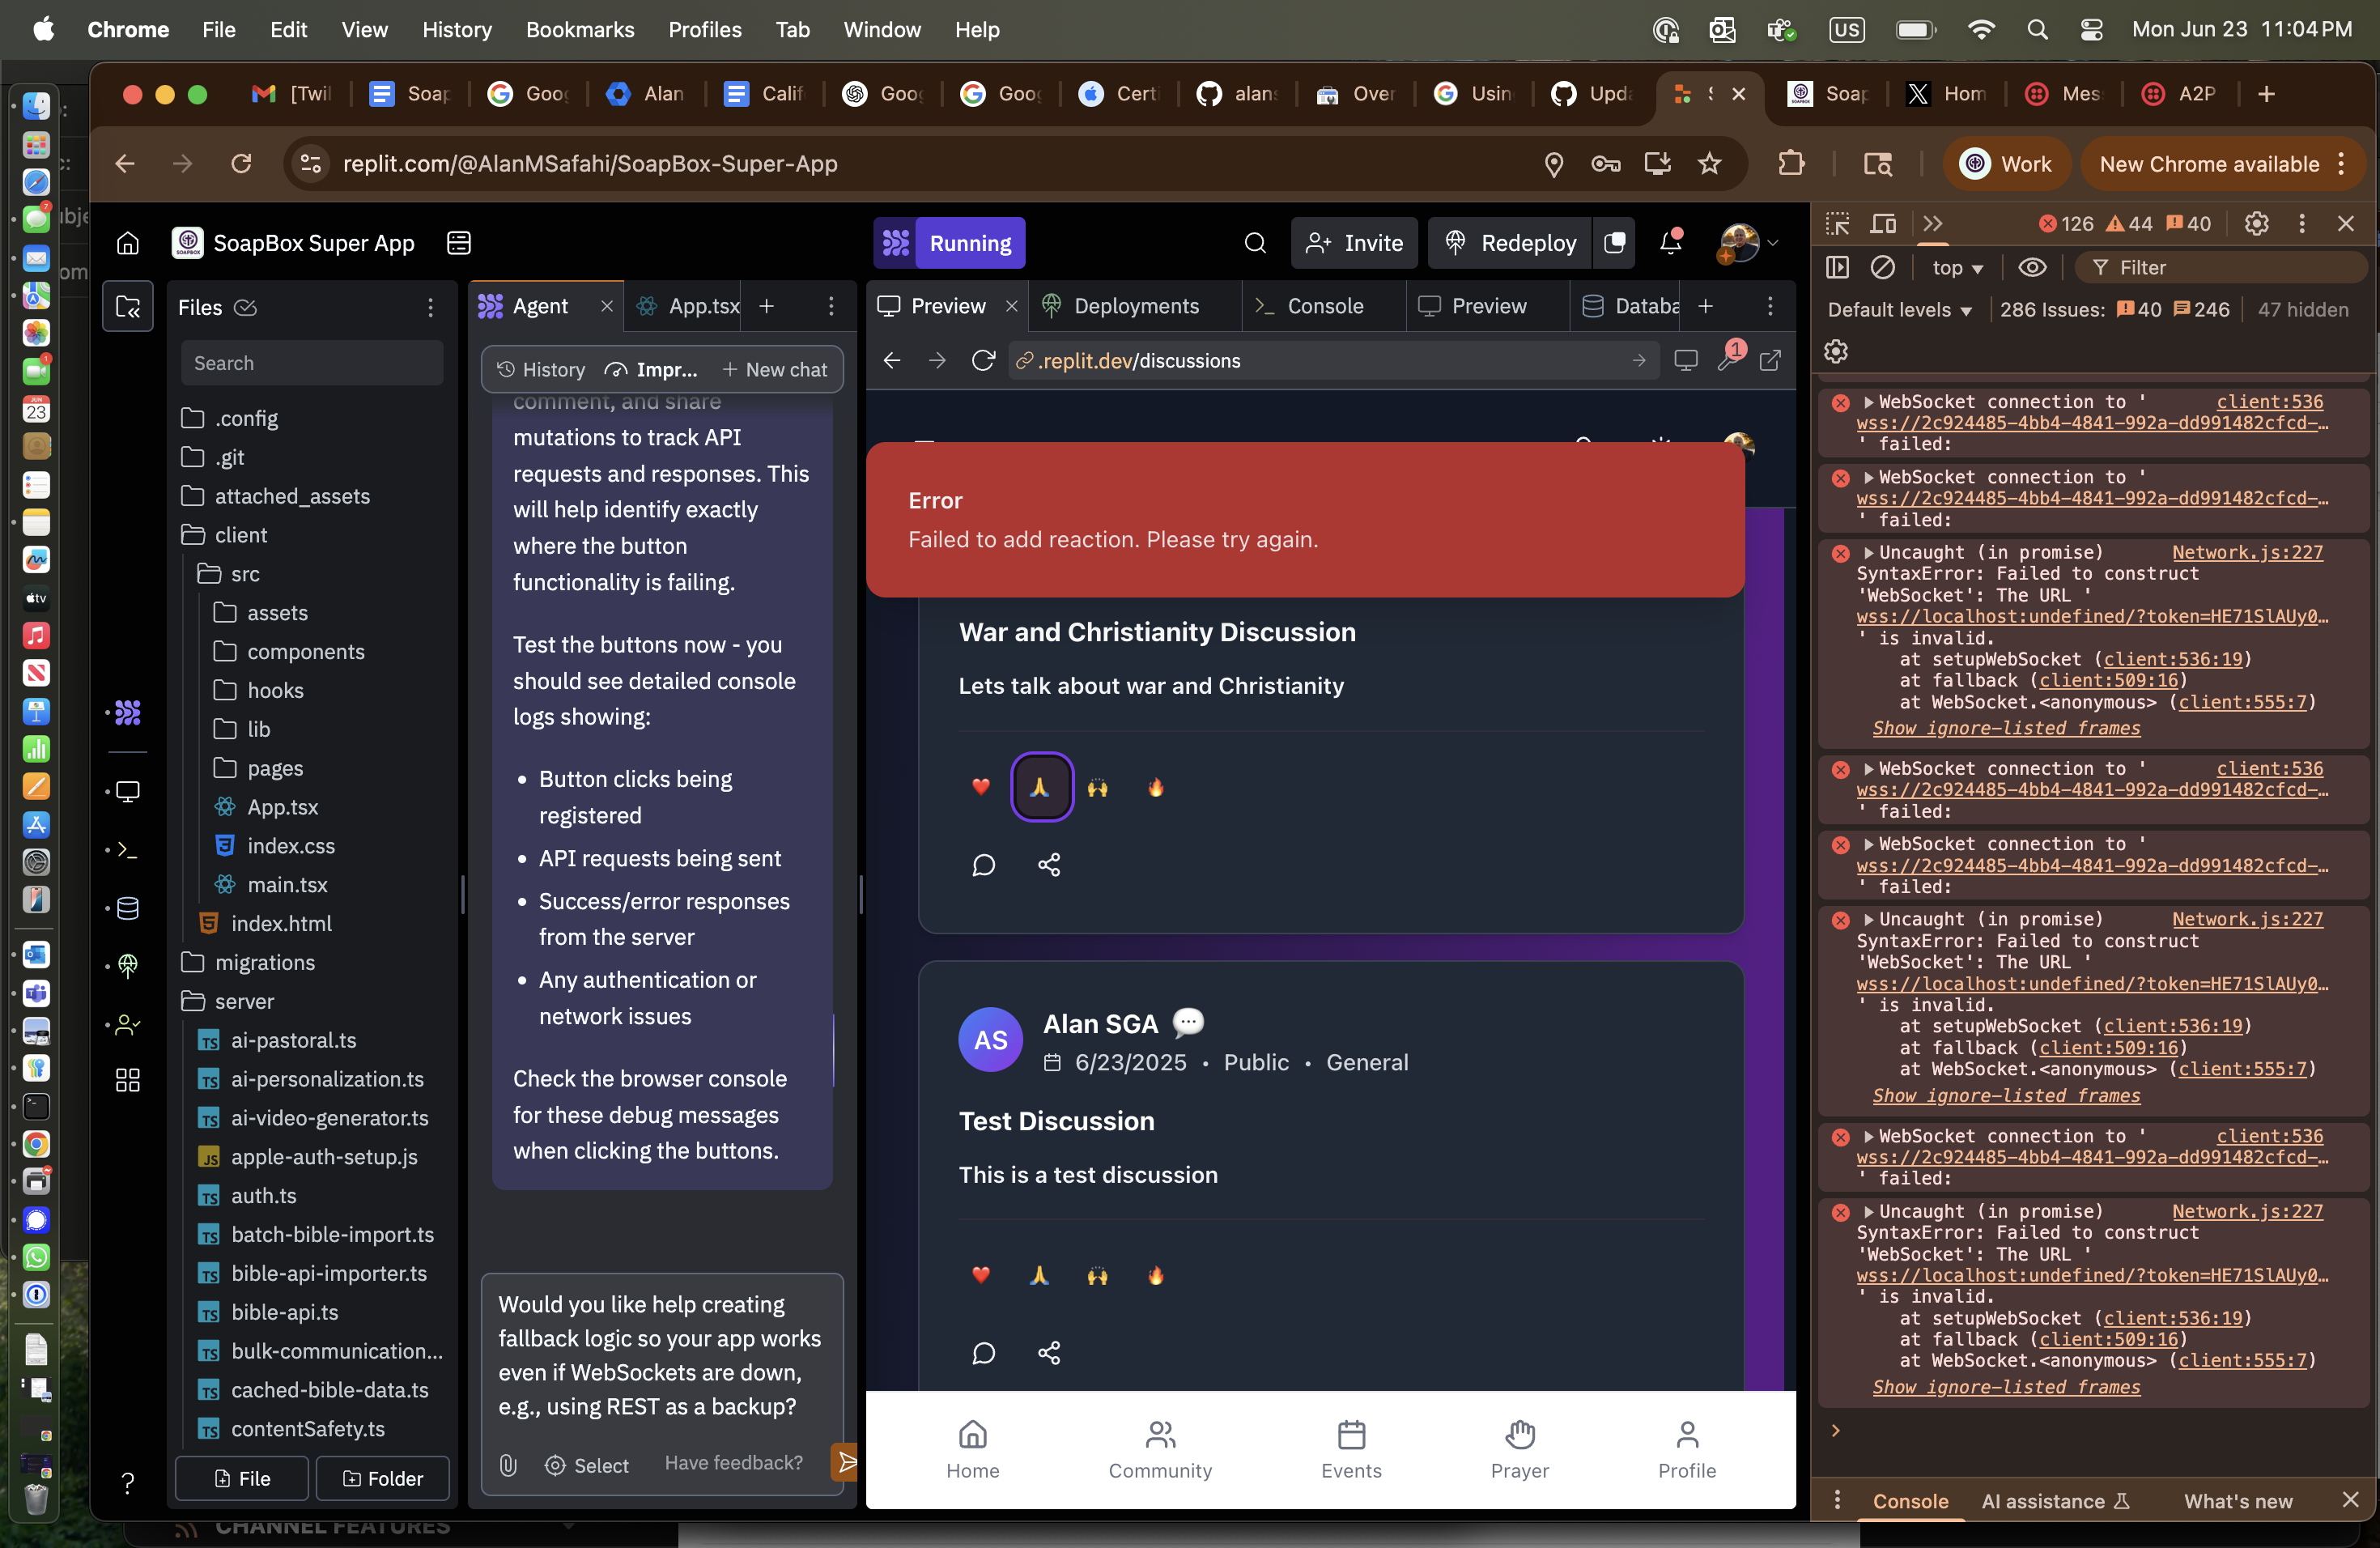 Chrome File Edit View History Bookmarks Profiles Tab Window Help
US Mon Jun 23 11:04 PM
[Twil Soap Goo Alan Calif Goo Goo Certi alans Over Usin Upda S Soap Hom Mes A2P
replit.com/@AlanMSafahi/SoapBox-Super-App
Work New Chrome available
SoapBox Super App
Running
Invite Redeploy
126 44 40
top Filter
Default levels 286 Issues: 40 246 47 hidden
Files
Search
.config
.git
attached_assets
client
src
assets
components
hooks
lib
pages
App.tsx
index.css
main.tsx
index.html
migrations
server
ai-pastoral.ts
ai-personalization.ts
ai-video-generator.ts
apple-auth-setup.js
auth.ts
batch-bible-import.ts
bible-api-importer.ts
bible-api.ts
bulk-communication...
cached-bible-data.ts
contentSafety.ts
File Folder
Agent App.tsx
History Impr... New chat
comment, and share
mutations to track API
requests and responses. This
will help identify exactly
where the button
functionality is failing.
Test the buttons now - you
should see detailed console
logs showing:
• Button clicks being
registered
• API requests being sent
• Success/error responses
from the server
• Any authentication or
network issues
Check the browser console
for these debug messages
when clicking the buttons.
Would you like help creating
fallback logic so your app works
even if WebSockets are down,
e.g., using REST as a backup?
Select Have feedback?
Preview Deployments Console Preview Databa
.replit.dev/discussions
1
Error
Failed to add reaction. Please try again.
War and Christianity Discussion
Lets talk about war and Christianity
AS
Alan SGA
6/23/2025 • Public • General
Test Discussion
This is a test discussion
Home Community Events Prayer Profile
WebSocket connection to ' client:536
wss://2c924485-4bb4-4841-992a-dd991482cfcd-…
' failed:
WebSocket connection to '
wss://2c924485-4bb4-4841-992a-dd991482cfcd-…
' failed:
Uncaught (in promise) Network.js:227
SyntaxError: Failed to construct
'WebSocket': The URL '
wss://localhost:undefined/?token=HE71SlAUy0…
' is invalid.
at setupWebSocket (client:536:19)
at fallback (client:509:16)
at WebSocket.<anonymous> (client:555:7)
Show ignore-listed frames
WebSocket connection to ' client:536
wss://2c924485-4bb4-4841-992a-dd991482cfcd-…
' failed:
WebSocket connection to '
wss://2c924485-4bb4-4841-992a-dd991482cfcd-…
' failed:
Uncaught (in promise) Network.js:227
SyntaxError: Failed to construct
'WebSocket': The URL '
wss://localhost:undefined/?token=HE71SlAUy0…
' is invalid.
at setupWebSocket (client:536:19)
at fallback (client:509:16)
at WebSocket.<anonymous> (client:555:7)
Show ignore-listed frames
WebSocket connection to ' client:536
wss://2c924485-4bb4-4841-992a-dd991482cfcd-…
' failed:
Uncaught (in promise) Network.js:227
SyntaxError: Failed to construct
'WebSocket': The URL '
wss://localhost:undefined/?token=HE71SlAUy0…
' is invalid.
at setupWebSocket (client:536:19)
at fallback (client:509:16)
at WebSocket.<anonymous> (client:555:7)
Show ignore-listed frames
Console AI assistance What's new
CHANNEL FEATURES